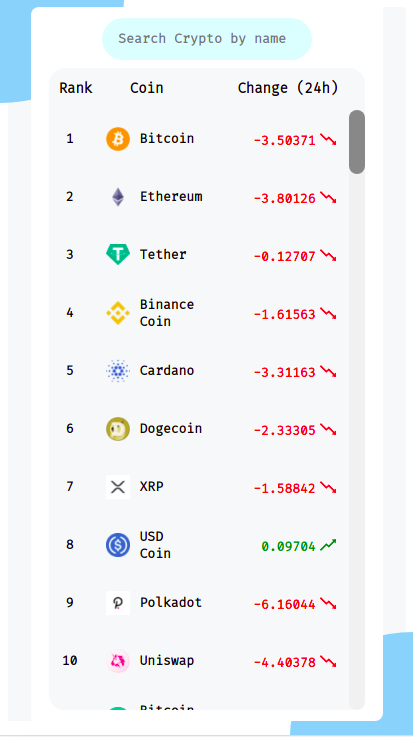 Search Crypto by name
Rank Coin Change (24h)
1 Bitcoin -3.50371
2 Ethereum -3.80126
3 Tether -0.12707
4 Binance Coin -1.61563
5 Cardano -3.31163
6 Dogecoin -2.33305
7 XRP -1.58842
8 USD Coin 0.09704
9 Polkadot -6.16044
10 Uniswap -4.40378
Bitcoin